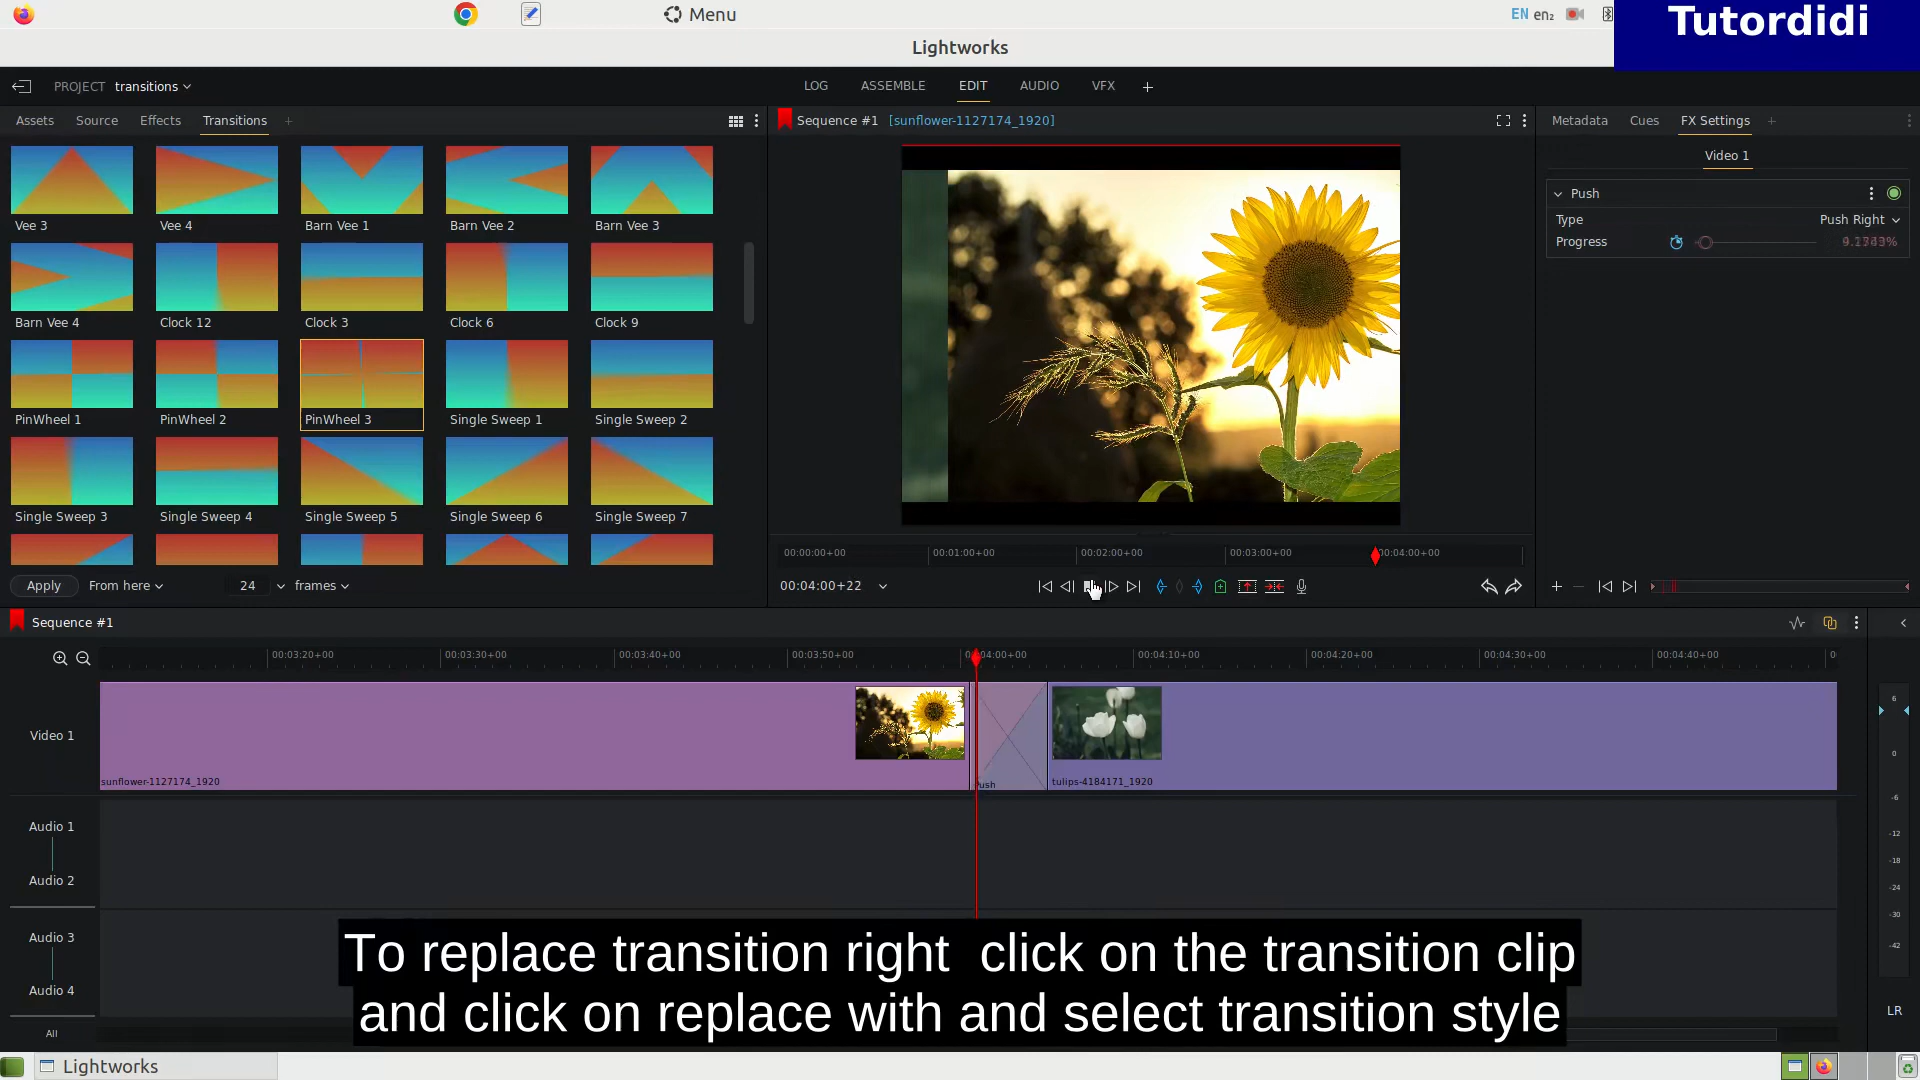 Menu
EN en2
Tutordidi
Lightworks
PROJECT transitions
LOG ASSEMBLE EDIT AUDIO VFX +
Assets Source Effects Transitions +
Sequence #1 [sunflower-1127174_1920]
Metadata Cues FX Settings +
Video 1
Push
Type Push Right
Progress
Vee 3 Vee 4 Barn Vee 1 Barn Vee 2 Barn Vee 3
Barn Vee 4 Clock 12 Clock 3 Clock 6 Clock 9
PinWheel 1 PinWheel 2 PinWheel 3 Single Sweep 1 Single Sweep 2
Single Sweep 3 Single Sweep 4 Single Sweep 5 Single Sweep 6 Single Sweep 7
00:00:00+00 00:01:00+00 00:02:00+00 00:03:00+00 00:04:00+00
Apply From here 24 frames
00:04:00+22
Sequence #1
00:03:20+00 00:03:30+00 00:03:40+00 00:03:50+00 00:04:00+00 00:04:10+00 00:04:20+00 00:04:30+00 00:04:40+00
Video 1
sunflower-1127174_1920
Push
tulips-4184171_1920
Audio 1
Audio 2
Audio 3
Audio 4
All
6
0
-6
-12
-18
-24
-30
-42
LR
To replace transition right click on the transition clip
and click on replace with and select transition style
Lightworks